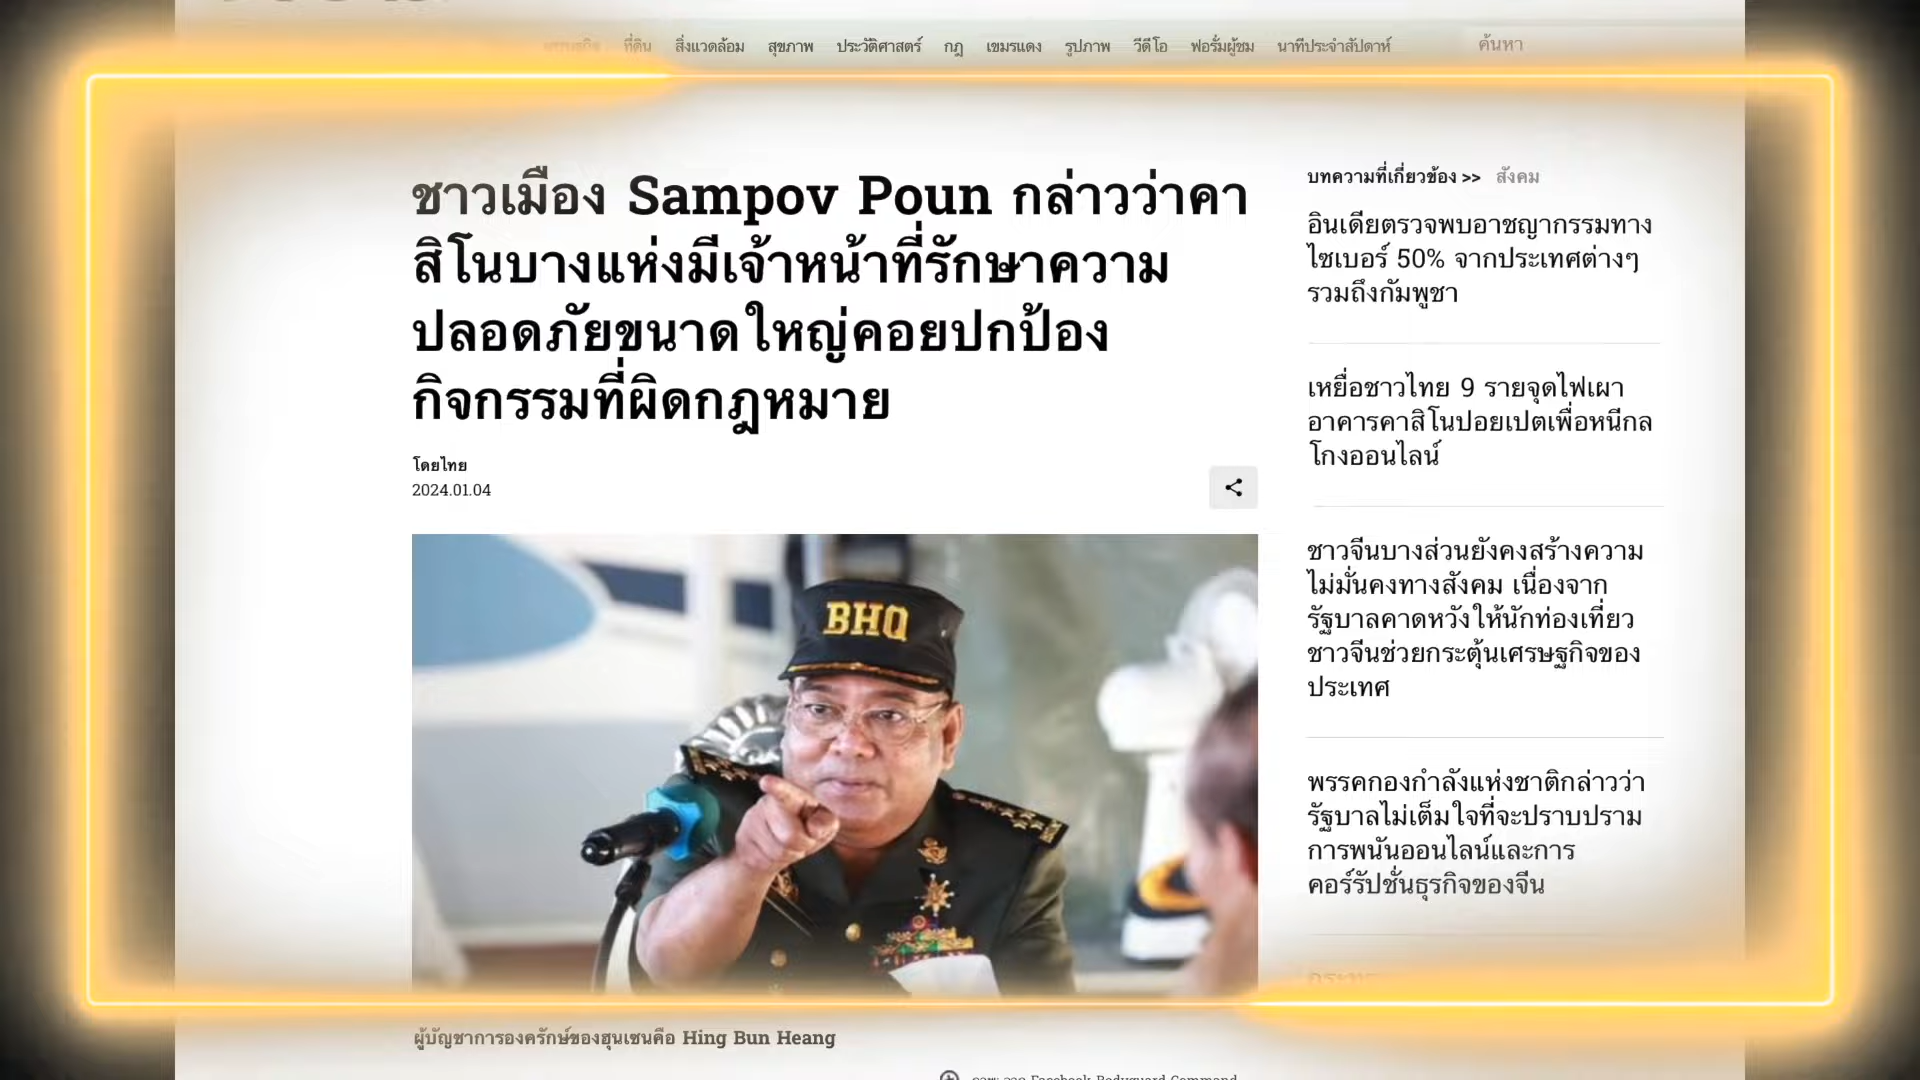 ที่ดิน สิ่งแวดล้อม สุขภาพ ประวัติศาสตร์ กฎ เขมรแดง รูปภาพ วีดีโอ ฟอรั่มผู้ชม นาทีประจำสัปดาห์ ค้นหา
ชาวเมือง Sampov Poun กล่าวว่าคา
สิโนบางแห่งมีเจ้าหน้าที่รักษาความ
ปลอดภัยขนาดใหญ่คอยปกป้อง
กิจกรรมที่ผิดกฎหมาย
โดยไทย
2024.01.04
BHQ
ผู้บัญชาการองครักษ์ของฮุนเซนคือ Hing Bun Heang
บทความที่เกี่ยวข้อง >> สังคม
อินเดียตรวจพบอาชญากรรมทาง
ไซเบอร์ 50% จากประเทศต่างๆ
รวมถึงกัมพูชา
เหยื่อชาวไทย 9 รายจุดไฟเผา
อาคารคาสิโนปอยเปตเพื่อหนีกล
โกงออนไลน์
ชาวจีนบางส่วนยังคงสร้างความ
ไม่มั่นคงทางสังคม เนื่องจาก
รัฐบาลคาดหวังให้นักท่องเที่ยว
ชาวจีนช่วยกระตุ้นเศรษฐกิจของ
ประเทศ
พรรคกองกำลังแห่งชาติกล่าวว่า
รัฐบาลไม่เต็มใจที่จะปราบปราม
การพนันออนไลน์และการ
คอร์รัปชั่นธุรกิจของจีน